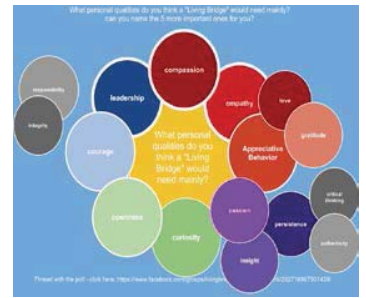 What personal qualities do you think a "Living Bridge" would need mainly?
can you name the 5 more important ones for you?
compassion
leadership
empathy
love
responsibility
integrity
gratitude
courage
What personal
qualities do you
think a "Living
Bridge" would
need mainly?
Appreciative
Behavior
critical
thinking
passion
openness
persistence
authenticity
curiosity
insight
Thread with the poll - click here: